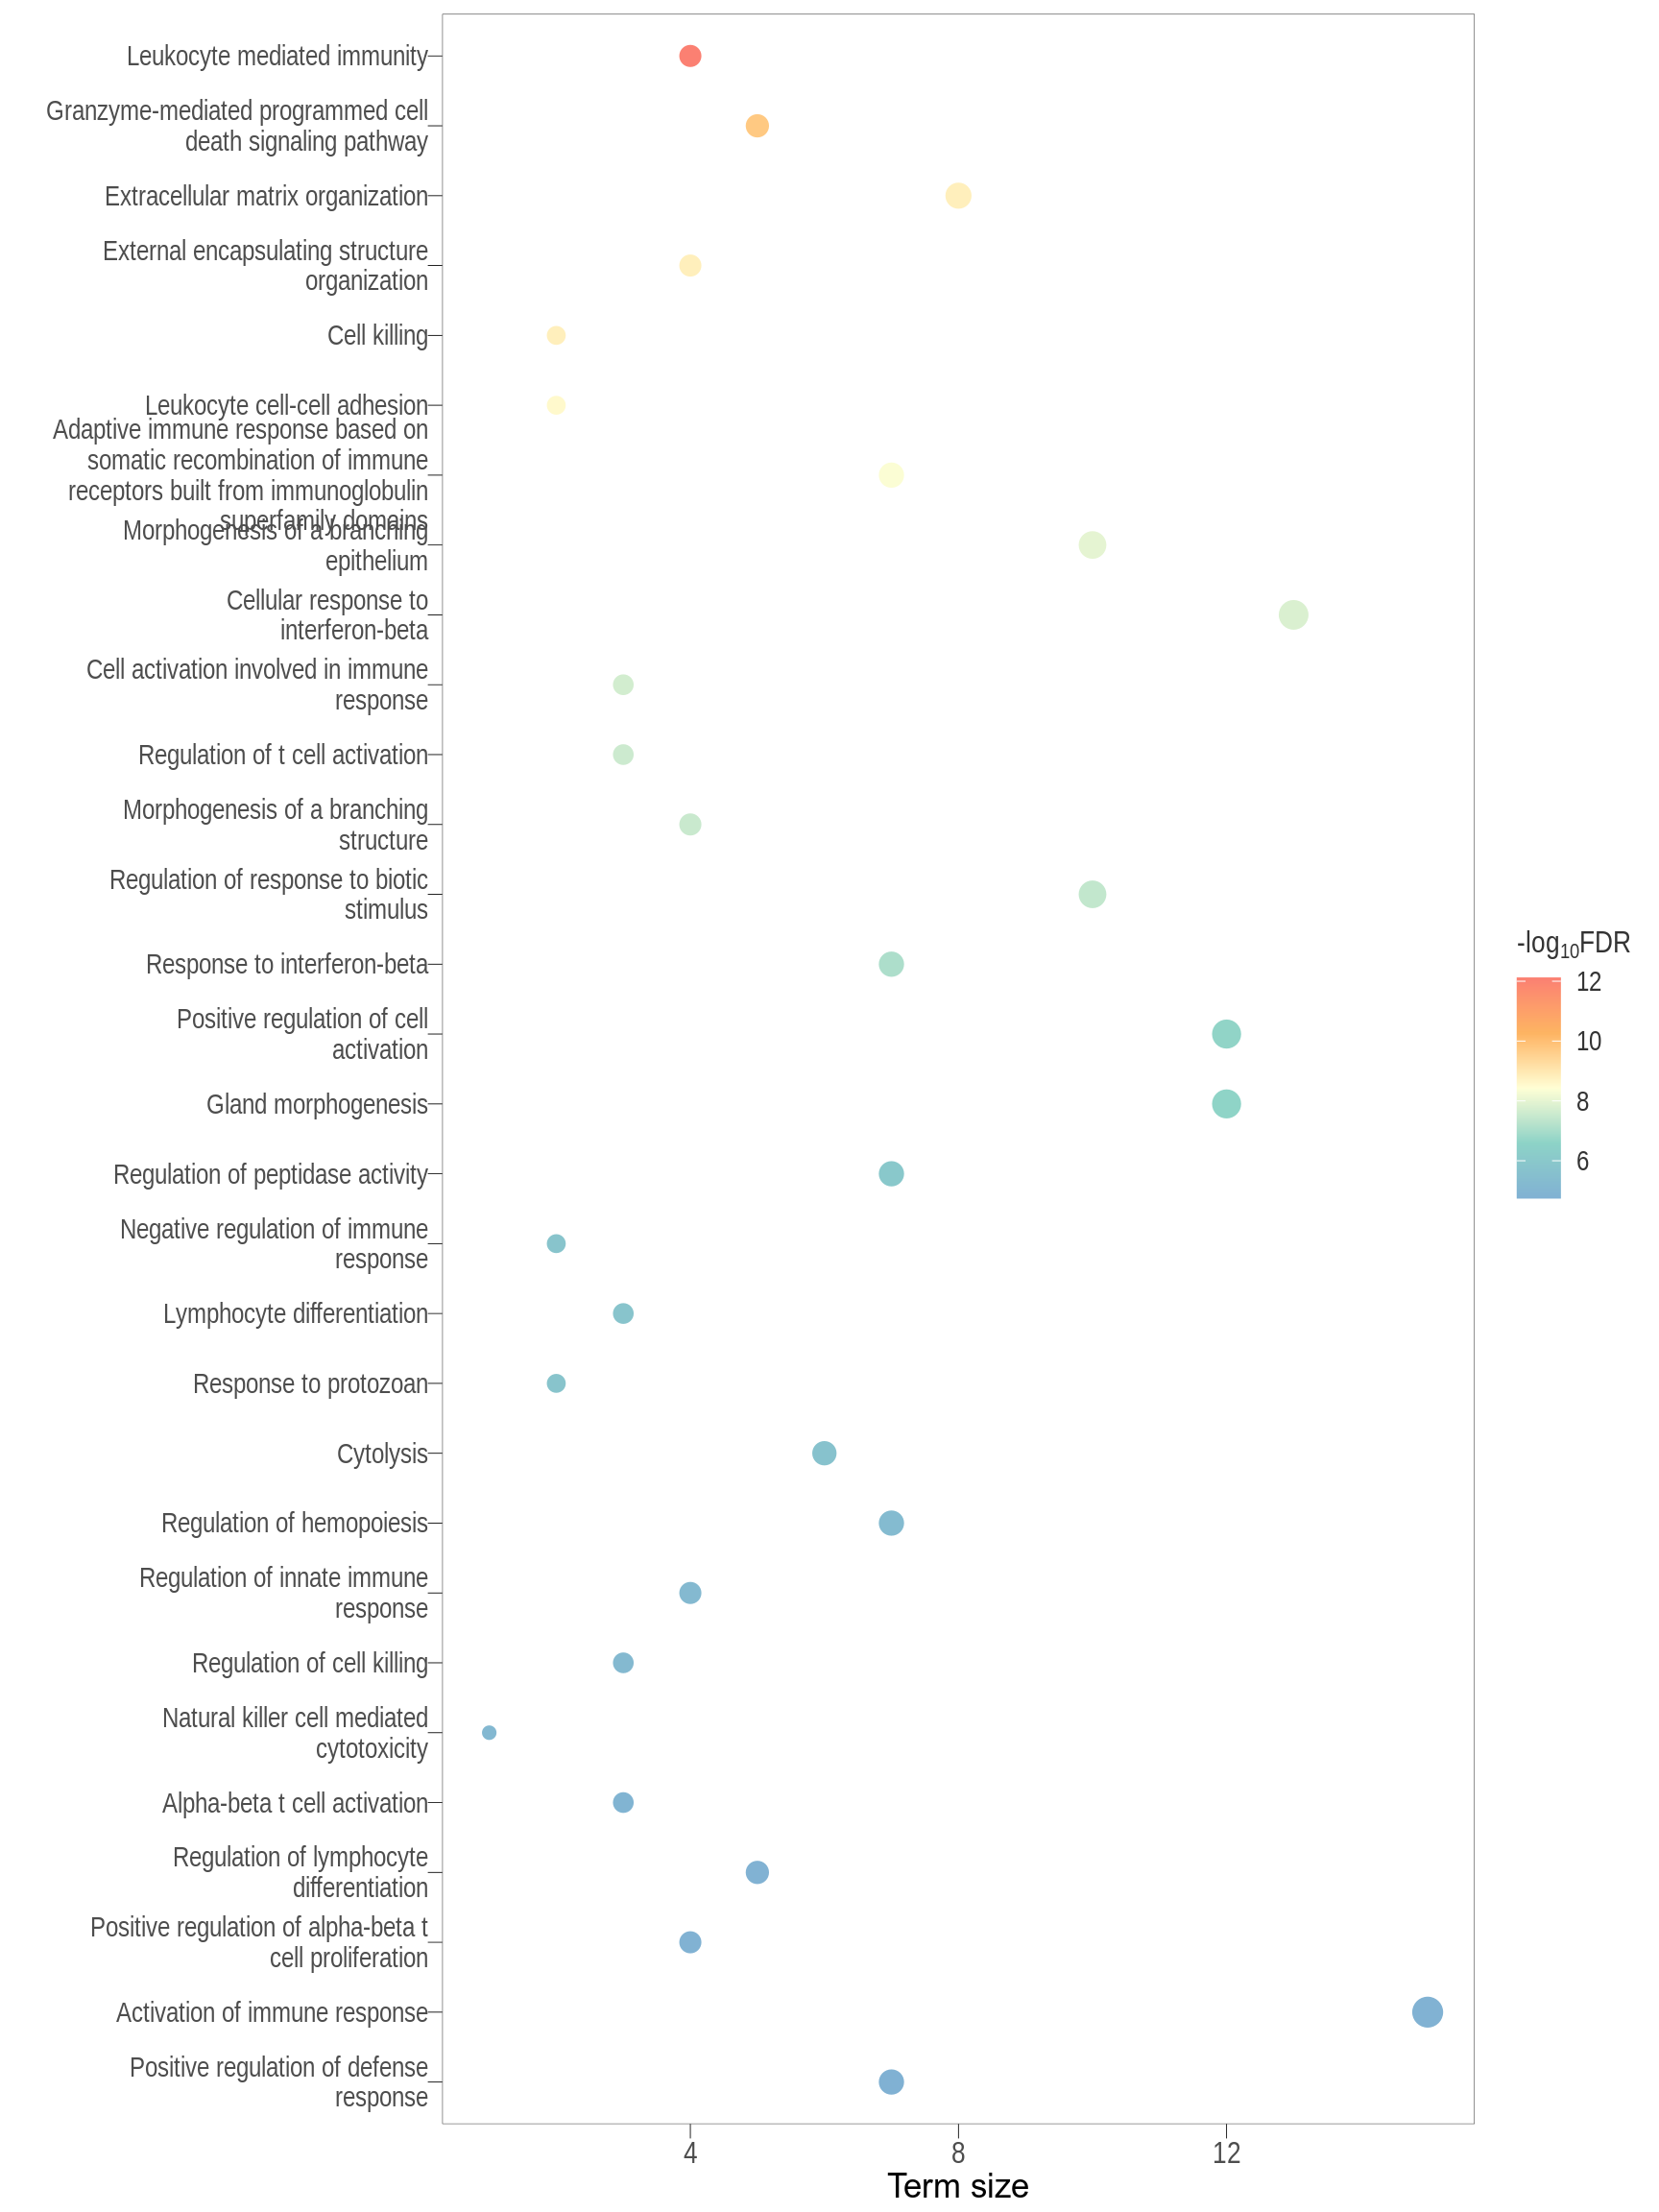 Leukocyte mediated immunity
Granzyme-mediated programmed cell
death signaling pathway
Extracellular matrix organization
External encapsulating structure
organization
Cell killing
Leukocyte cell-cell adhesion
Adaptive immune response based on
somatic recombination of immune
receptors built from immunoglobulin
superfamily domains
Morphogenesis of a branching
epithelium
Cellular response to
interferon-beta
Cell activation involved in immune
response
Regulation of t cell activation
Morphogenesis of a branching
structure
Regulation of response to biotic
stimulus
Response to interferon-beta
Positive regulation of cell
activation
Gland morphogenesis
Regulation of peptidase activity
Negative regulation of immune
response
Lymphocyte differentiation
Response to protozoan
Cytolysis
Regulation of hemopoiesis
Regulation of innate immune
response
Regulation of cell killing
Natural killer cell mediated
cytotoxicity
Alpha-beta t cell activation
Regulation of lymphocyte
differentiation
Positive regulation of alpha-beta t
cell proliferation
Activation of immune response
Positive regulation of defense
response
4 8 12
Term size
-log₁₀FDR
12
10
8
6